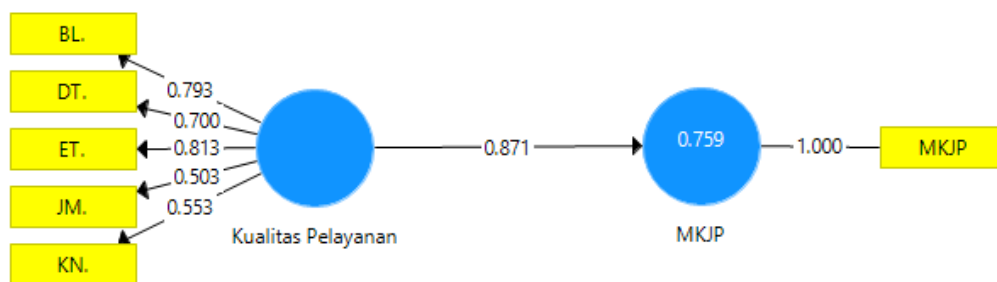 BL.
DT.
ET.
JM.
KN.
0.793
0.700
0.813
0.503
0.553
Kualitas Pelayanan
0.871
0.759
MKJP
1.000
MKJP